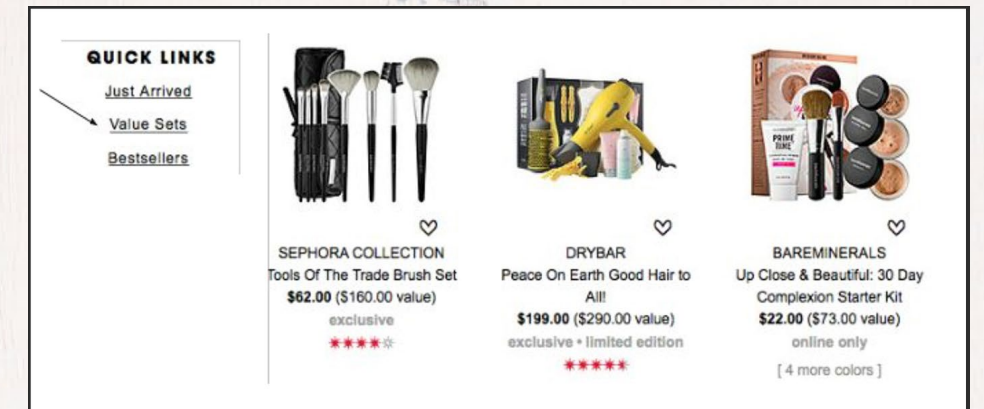 QUICK LINKS
Just Arrived
Value Sets
Bestsellers
PRIME
TIME
SEPHORA COLLECTION
Tools Of The Trade Brush Set
$62.00 ($160.00 value)
exclusive
DRYBAR
Peace On Earth Good Hair to
All!
$199.00 ($290.00 value)
exclusive • limited edition
BAREMINERALS
Up Close & Beautiful: 30 Day
Complexion Starter Kit
$22.00 ($73.00 value)
online only
[ 4 more colors ]